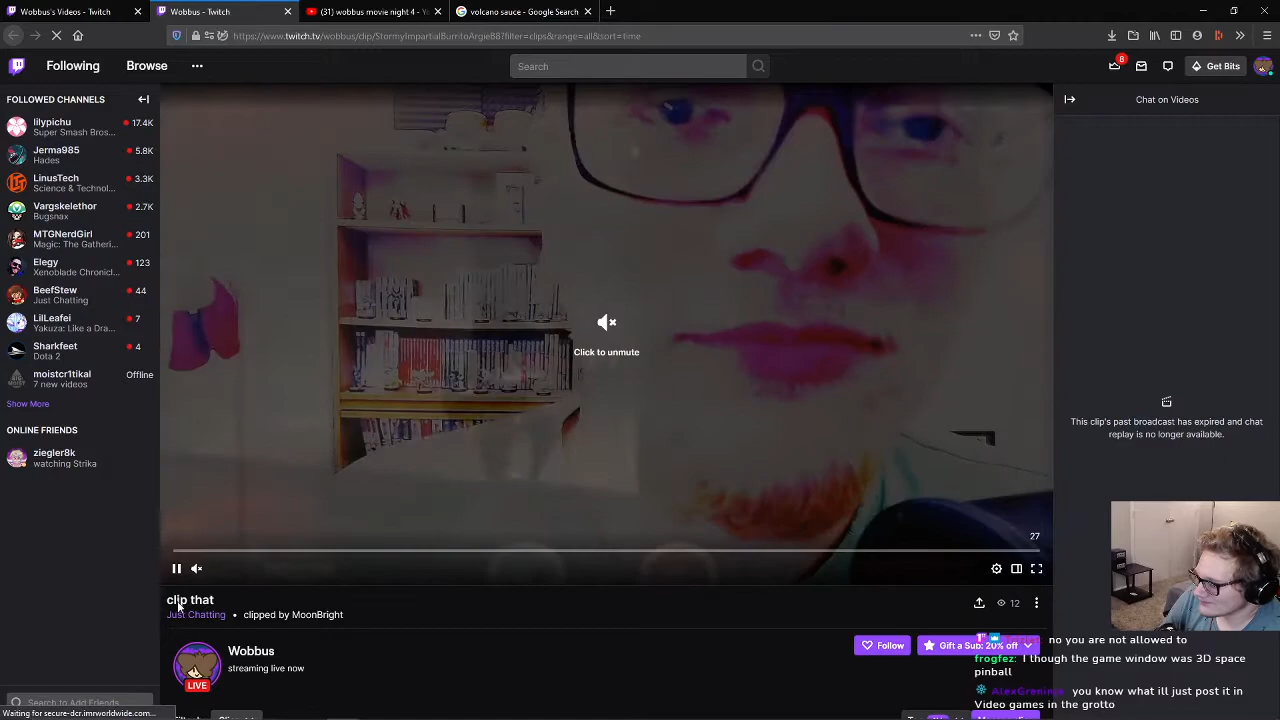 Wobbus's Videos - Twitch
Wobbus - Twitch
(31) wobbus movie night 4 - You
volcano sauce - Google Search
https://www.twitch.tv/wobbus/clip/StormyImpartialBurritoArgieB8?filter=clips&range=all&sort=time
Following
Browse
Search
8
Get Bits
FOLLOWED CHANNELS
lilypichu
17.4K
Super Smash Bros...
Jerma985
5.8K
Hades
LinusTech
3.3K
Science & Technol...
Vargskelethor
2.7K
Bugsnax
MTGNerdGirl
201
Magic: The Gatheri...
Elegy
123
Xenoblade Chronicl...
BeefStew
44
Just Chatting
LilLeafei
7
Yakuza: Like a Dra...
Sharkfeet
4
Dota 2
moistcr1tikal
Offline
7 new videos
Show More
ONLINE FRIENDS
ziegler8k
watching Strika
Search to Add Friends
Waiting for secure-dcr.imrworldwide.com...
Click to unmute
27
clip that
Just Chatting • clipped by MoonBright
12
Wobbus
streaming live now
LIVE
Follow
Gift a Sub: 20% off
Chat on Videos
This clip's past broadcast has expired and chat
replay is no longer available.
no you are not allowed to
frogfez: I though the game window was 3D space
pinball
AlexGreninja you know what ill just post it in
Video games in the grotto